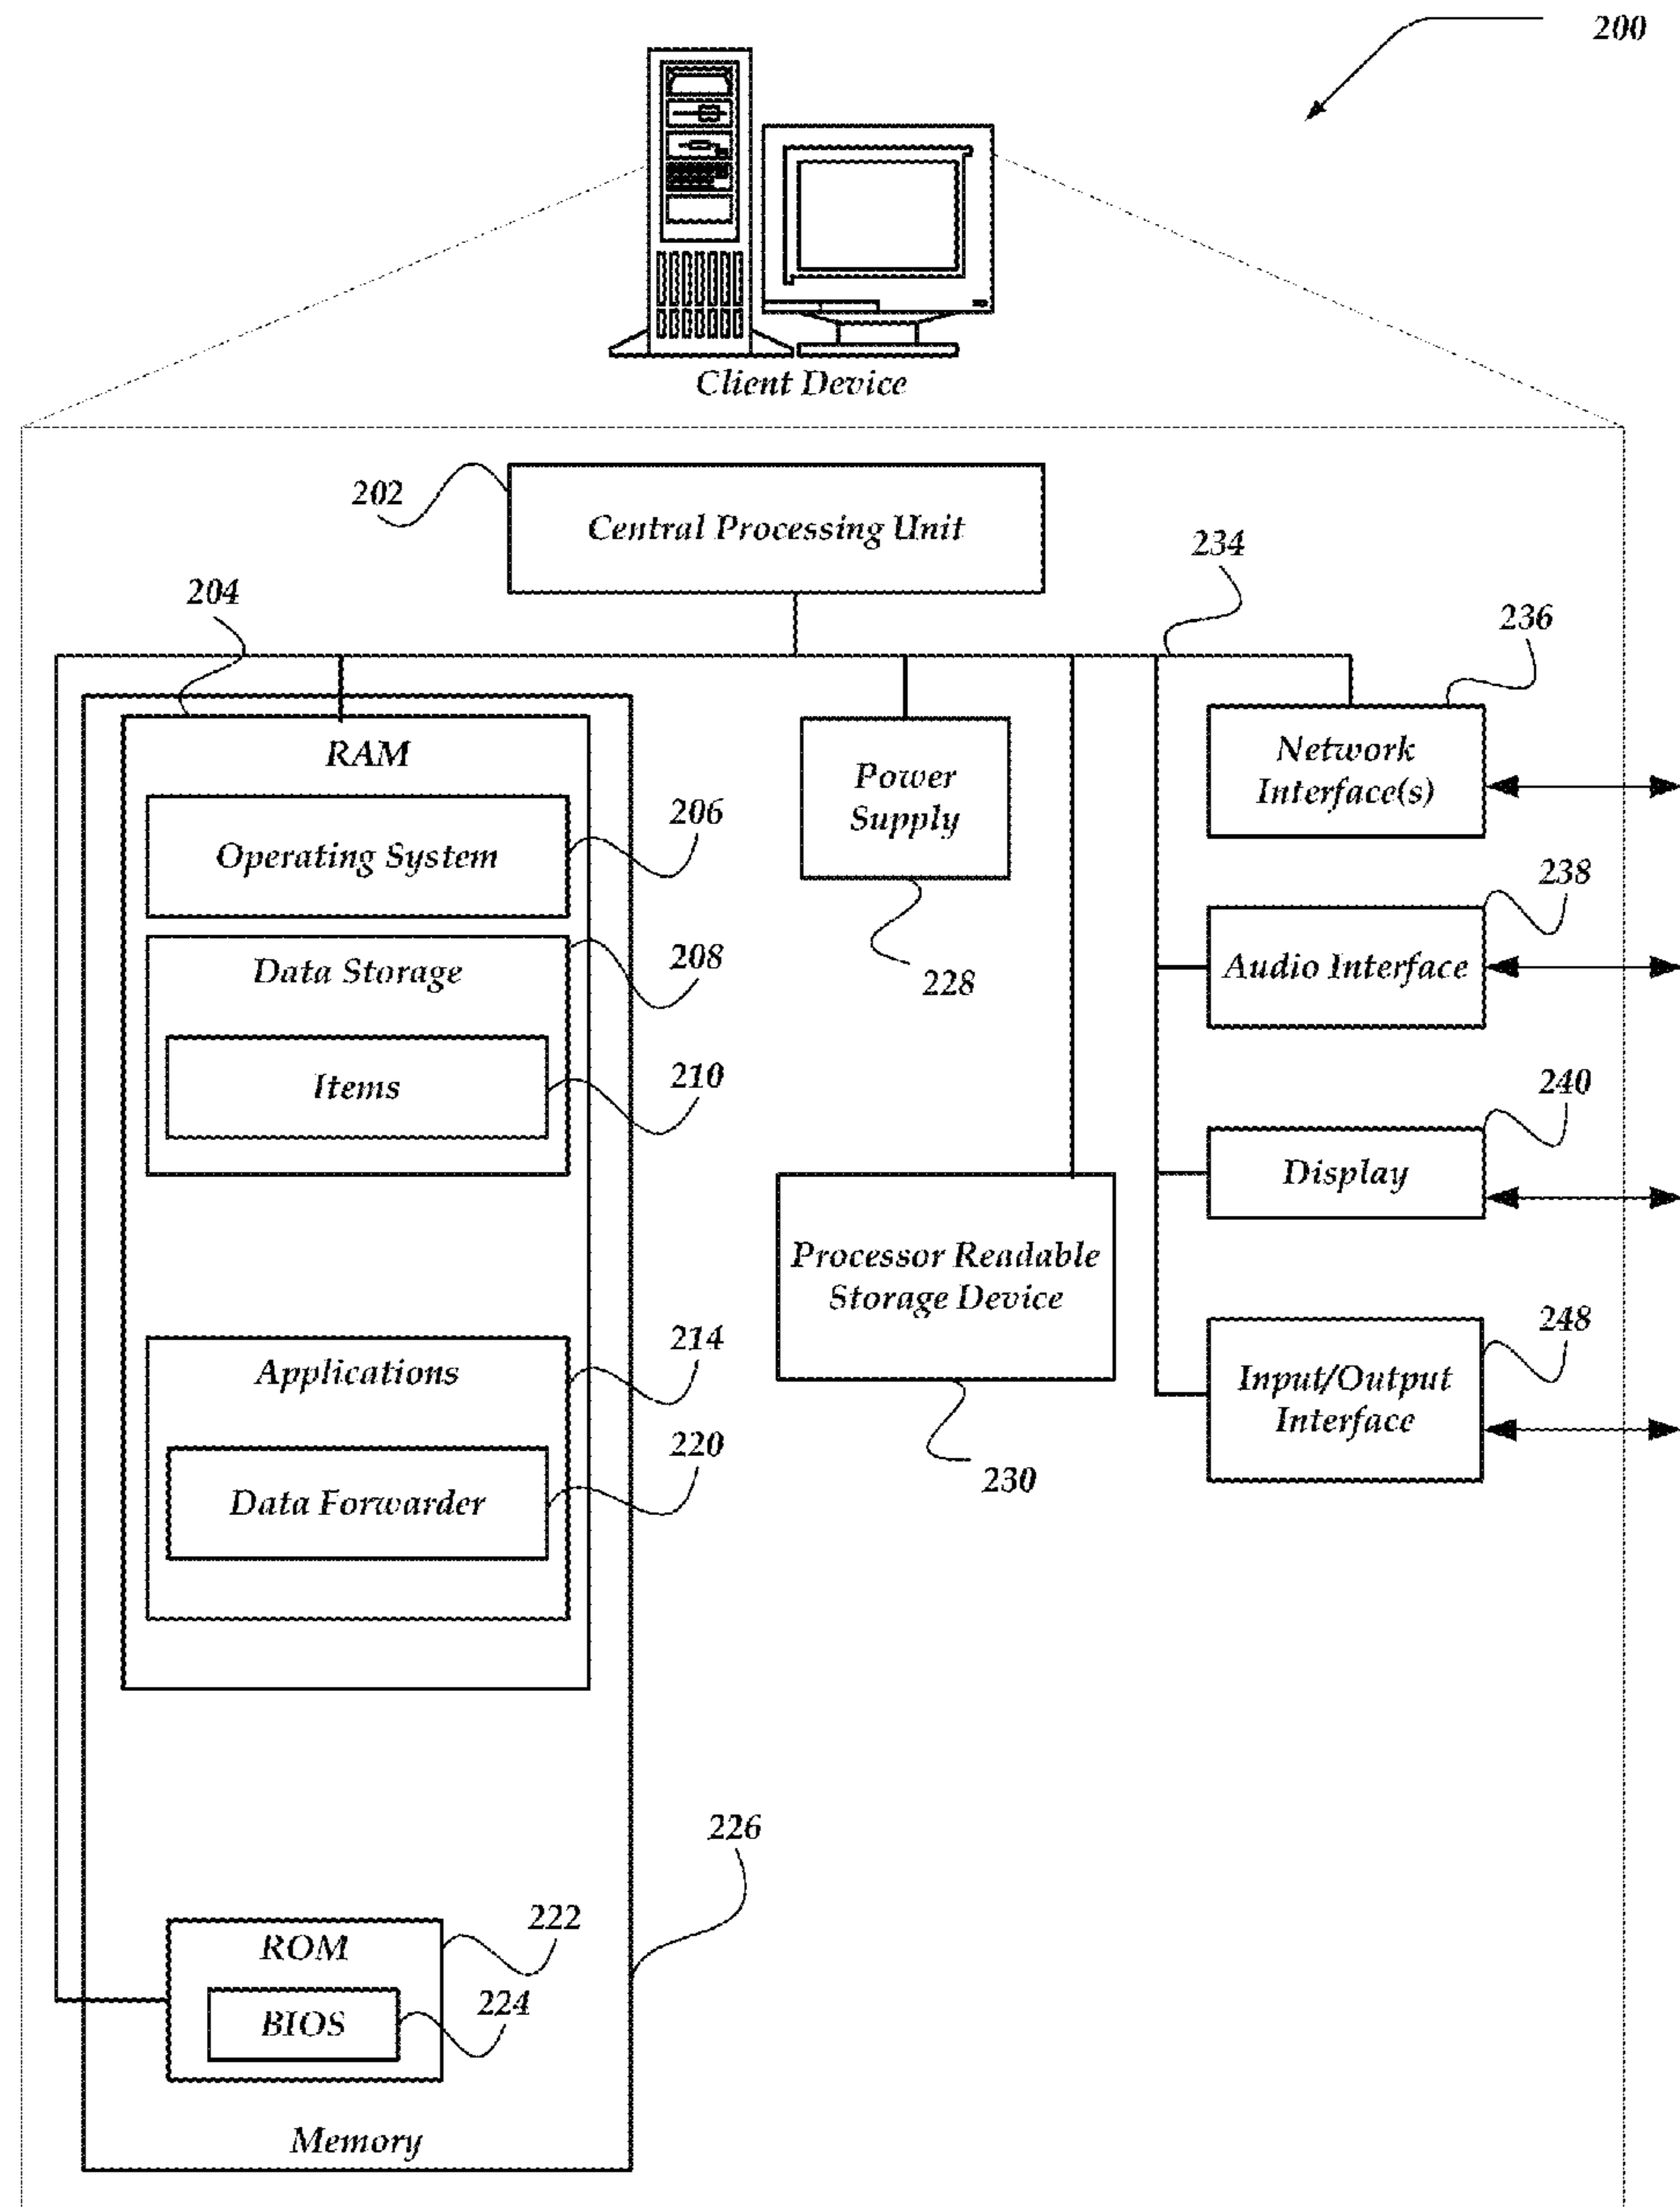 200
Client Device
202
Central Processing Unit
234
204
236
RAM
Network
Interface(s)
Power
Supply
206
Operating System
238
208
Data Storage
Audio Interface
228
210
Items
240
Display
Processor Readable
Storage Device
214
Applications
248
Input/Output
Interface
220
Data Forwarder
230
226
222
ROM
224
BIOS
Memory